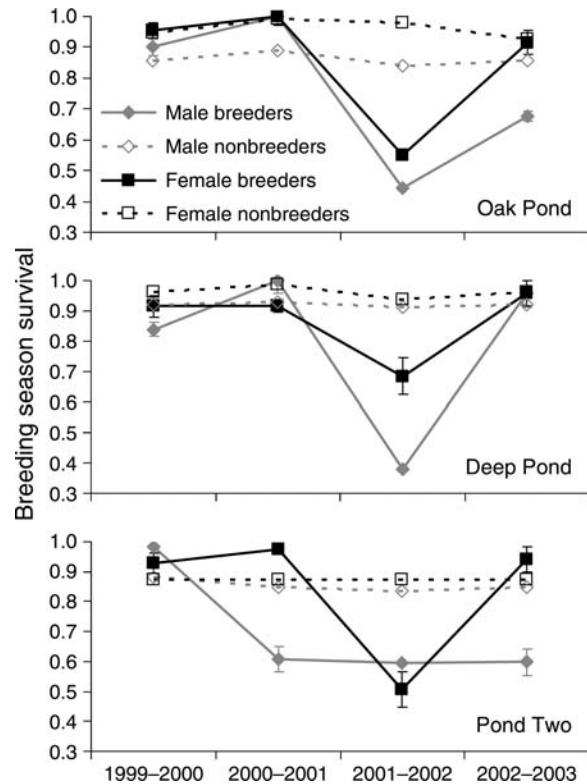 Breeding season survival
1.0
0.9
0.8
0.7
0.6
0.5
0.4
0.3
Male breeders
Male nonbreeders
Female breeders
Female nonbreeders
Oak Pond
1.0
0.9
0.8
0.7
0.6
0.5
0.4
0.3
Deep Pond
1.0
0.9
0.8
0.7
0.6
0.5
0.4
0.3
Pond Two
1999–2000 2000–2001 2001–2002 2002–2003